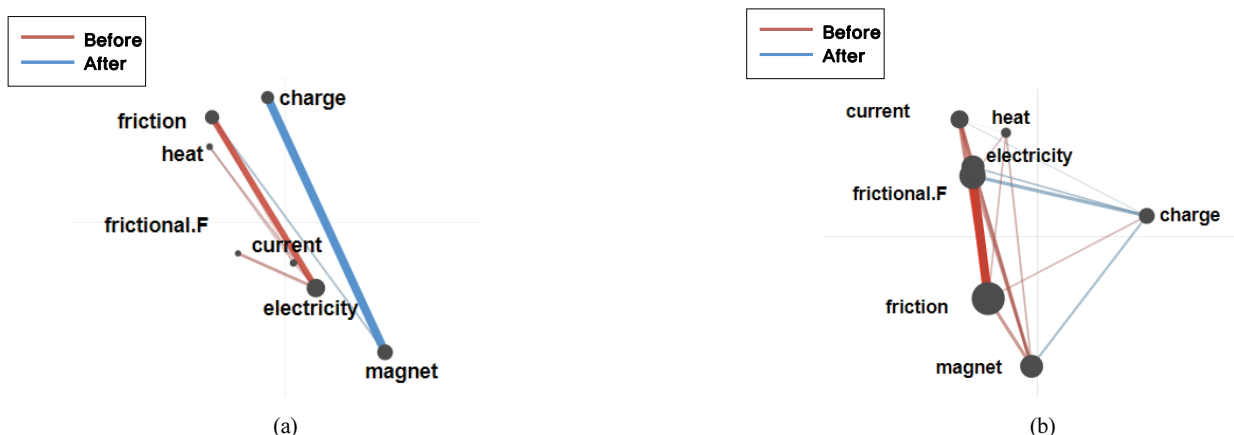 Before
After
charge
friction
heat
frictional.F
current
electricity
magnet
(a)
Before
After
current
heat
electricity
frictional.F
charge
friction
magnet
(b)